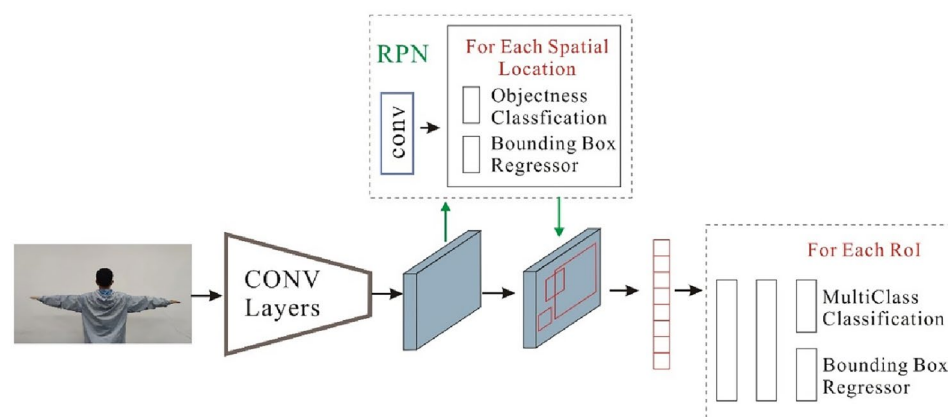 RPN
conv
For Each Spatial
Location
Objectness
Classfication
Bounding Box
Regressor
CONV
Layers
For Each RoI
MultiClass
Classification
Bounding Box
Regressor